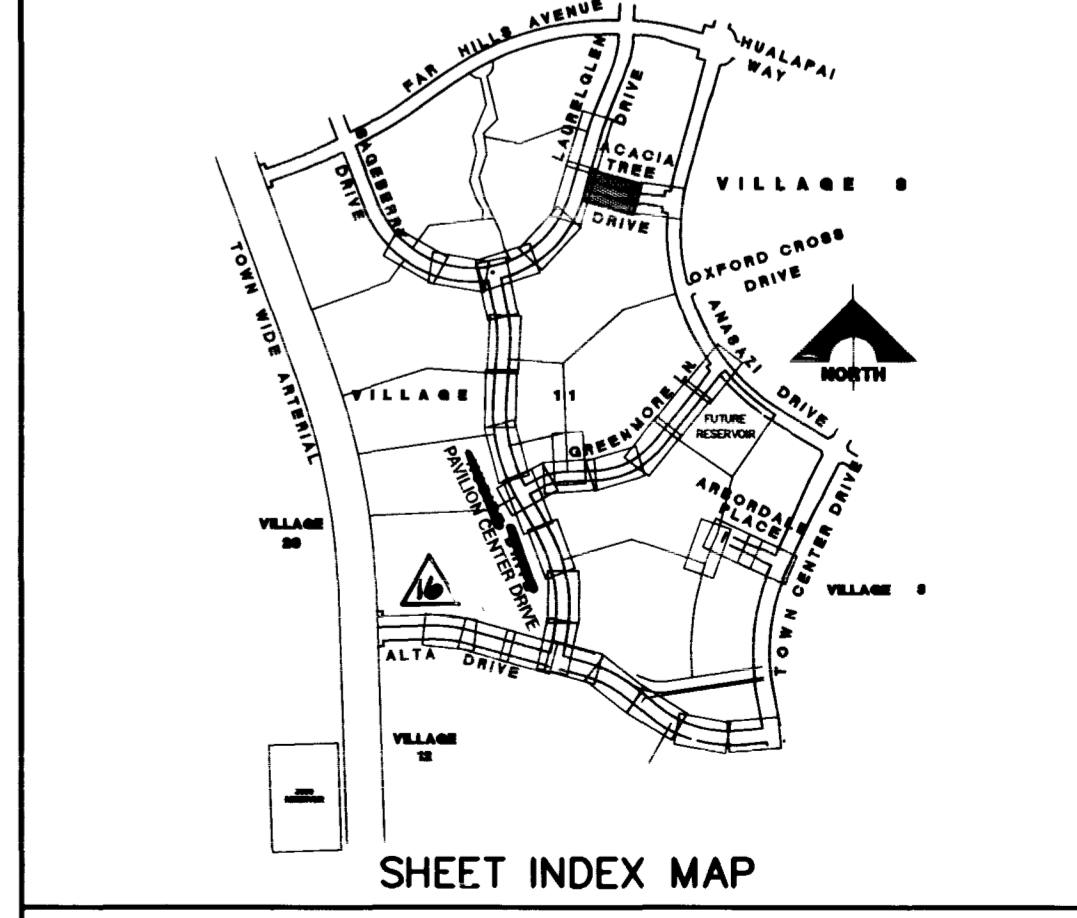 FAR HILLS AVENUE
HUALAPAI
WAY
LAURELGLEN
DRIVE
SAGEBERRY
DRIVE
ACACIA
TREE
DRIVE
VILLAGE 8
OXFORD CROSS
DRIVE
ANASAZI DRIVE
NORTH
TOWN WIDE ARTERIAL
VILLAGE 11
GREENMORE LN.
FUTURE
RESERVOIR
PAVILION CENTER DRIVE
ARBORDALE
PLACE
TOWN CENTER DRIVE
VILLAGE
16
VILLAGE
ALTA DRIVE
VILLAGE
12
RESERVOIR
SHEET INDEX MAP